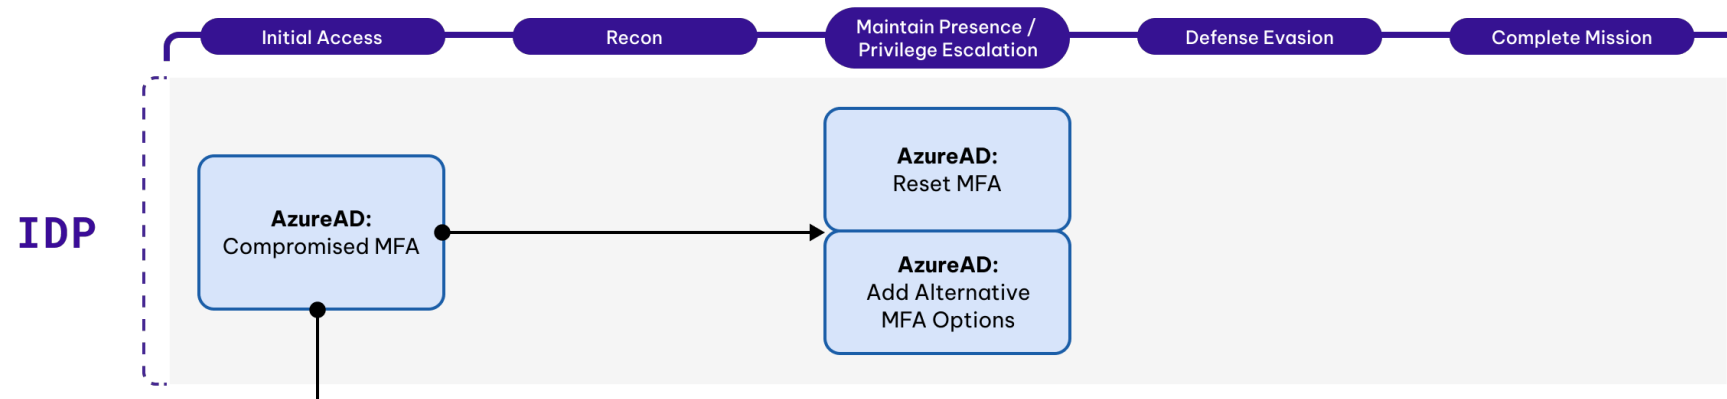 Initial Access
Recon
Maintain Presence /
Privilege Escalation
Defense Evasion
Complete Mission
IDP
AzureAD:
Compromised MFA
AzureAD:
Reset MFA
AzureAD:
Add Alternative
MFA Options